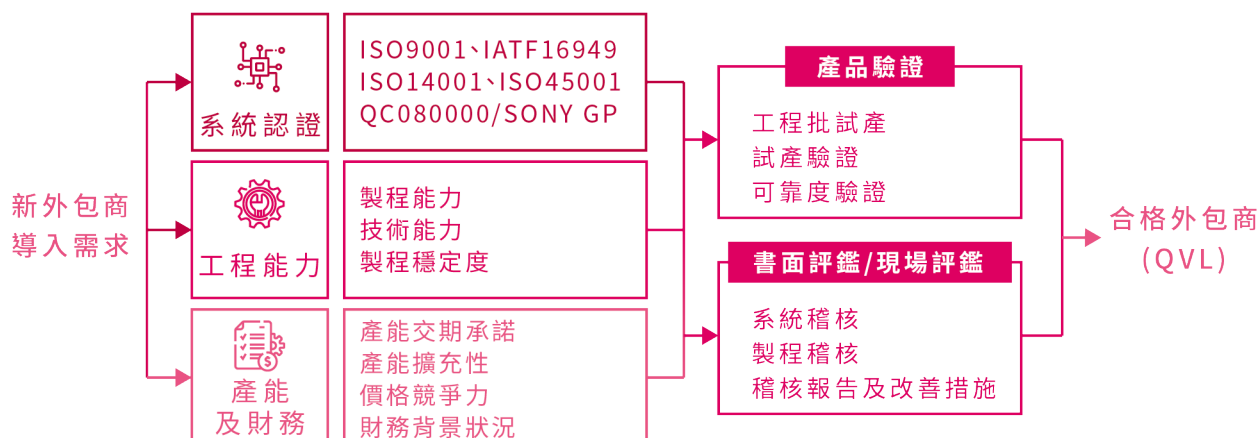 新外包商
導入需求
系統認證
ISO9001、IATF16949
ISO14001、ISO45001
QC080000/SONY GP
工程能力
製程能力
技術能力
製程穩定度
產能
及財務
產能交期承諾
產能擴充性
價格競爭力
財務背景狀況
產品驗證
工程批試產
試產驗證
可靠度驗證
書面評鑑/現場評鑑
系統稽核
製程稽核
稽核報告及改善措施
合格外包商
(QVL)